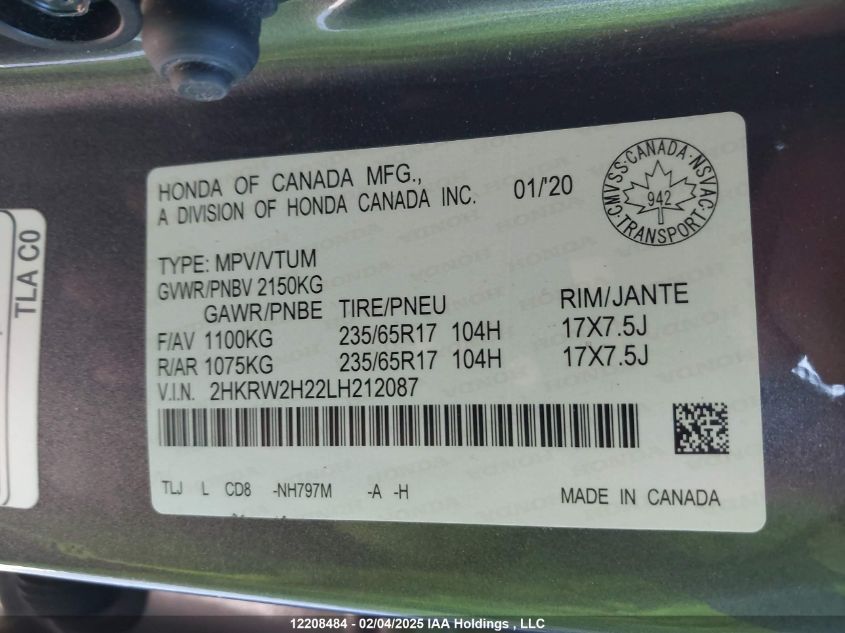 HONDA OF CANADA MFG.,
A DIVISION OF HONDA CANADA INC.
01/'20
CMVSS·CANADA·NSVAC
942
TRANSPORT
TYPE: MPV/VTUM
GVWR/PNBV 2150KG
GAWR/PNBE TIRE/PNEU RIM/JANTE
F/AV 1100KG 235/65R17 104H 17X7.5J
R/AR 1075KG 235/65R17 104H 17X7.5J
V.I.N. 2HKRW2H22LH212087
TLJ L CD8 -NH797M -A -H
MADE IN CANADA
TLA C0
12208484 - 02/04/2025 IAA Holdings , LLC